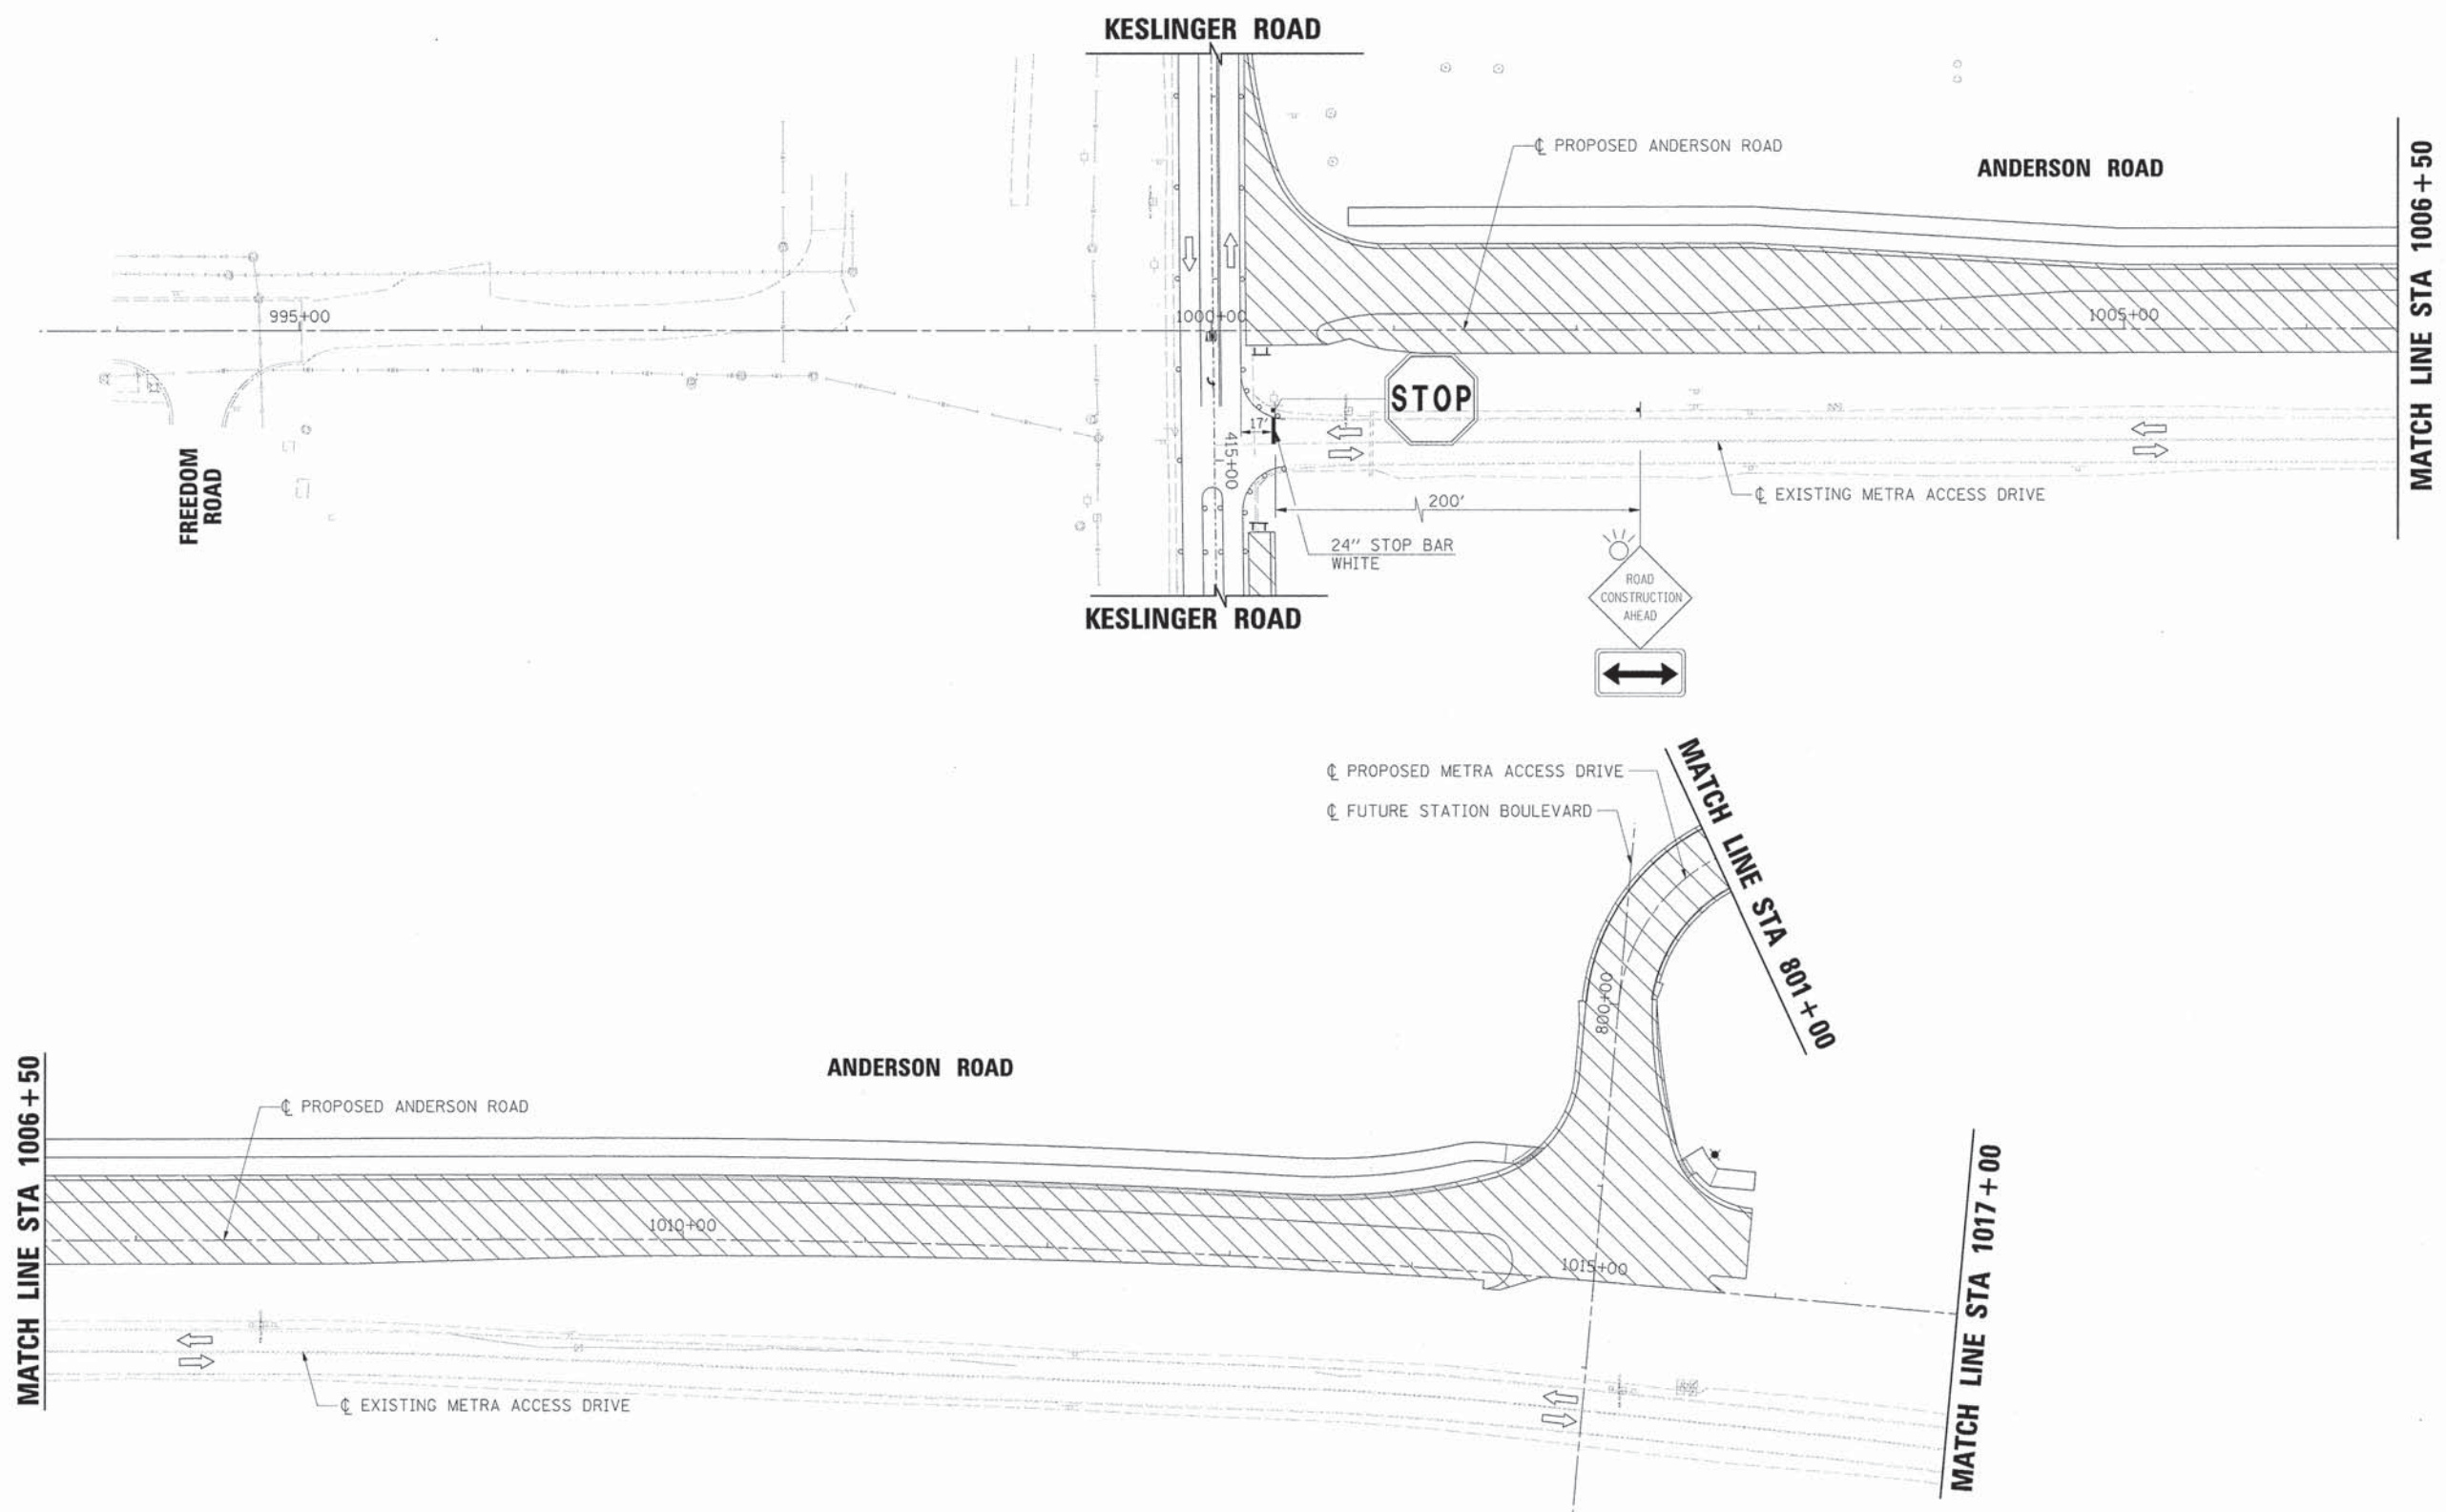 KESLINGER ROAD
℄ PROPOSED ANDERSON ROAD
ANDERSON ROAD
MATCH LINE STA 1006+50
995+00
1000+00
1005+00
STOP
17'
415+00
FREEDOM
ROAD
200'
℄ EXISTING METRA ACCESS DRIVE
24" STOP BAR
WHITE
ROAD
CONSTRUCTION
AHEAD
KESLINGER ROAD
℄ PROPOSED METRA ACCESS DRIVE
℄ FUTURE STATION BOULEVARD
MATCH LINE STA 801+00
800+00
MATCH LINE STA 1006+50
ANDERSON ROAD
℄ PROPOSED ANDERSON ROAD
1010+00
1015+00
MATCH LINE STA 1017+00
℄ EXISTING METRA ACCESS DRIVE